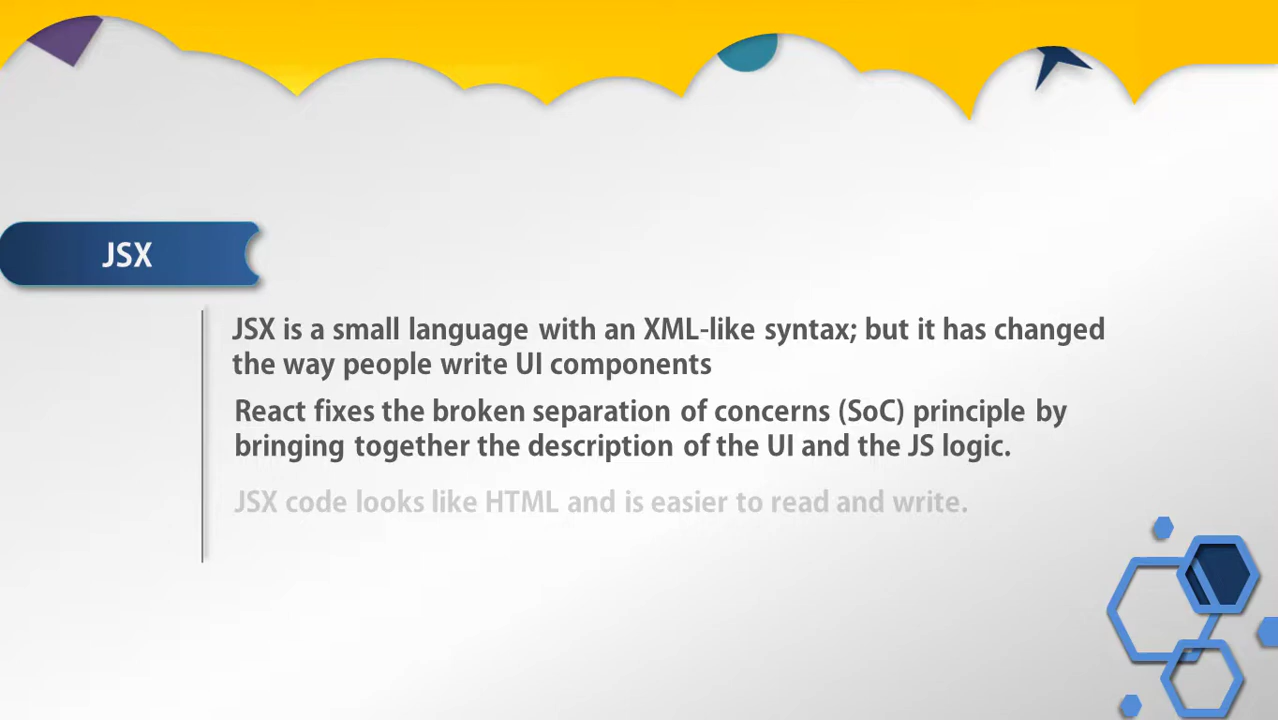 JSX
JSX is a small language with an XML-like syntax; but it has changed
the way people write UI components
React fixes the broken separation of concerns (SoC) principle by
bringing together the description of the UI and the JS logic.
JSX code looks like HTML and is easier to read and write.